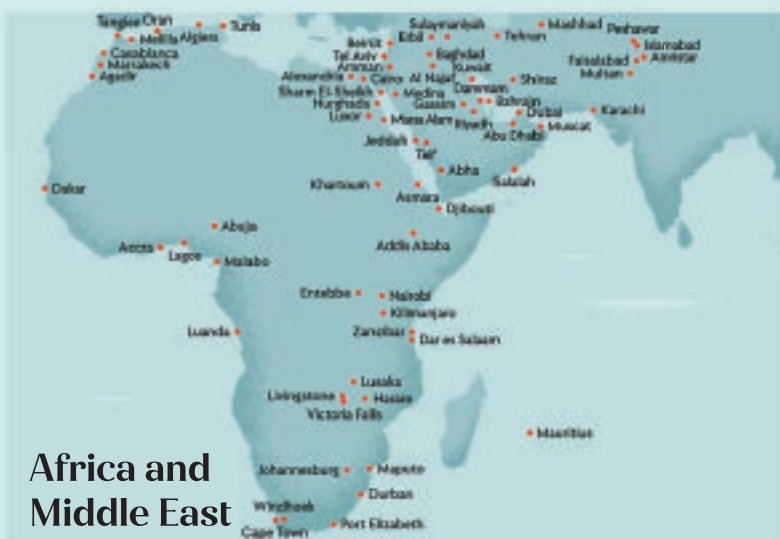 Tangier Oran
Tunis
Melilla Algiers
Casablanca
Marrakech
Agadir
Sulaymaniyah
Mashhad
Peshawar
Erbil
Tehran
Islamabad
Beirut
Tel Aviv
Baghdad
Amritsar
Faisalabad
Amman
Kuwait
Multan
Alexandria
Cairo
Al Najaf
Shiraz
Dammam
Sharm El-Sheikh
Medina
Hurghada
Gassim
Bahrain
Luxor
Marsa Alam
Riyadh
Dubai
Karachi
Abu Dhabi
Muscat
Jeddah
Taif
Abha
Salalah
Dakar
Khartoum
Asmara
Djibouti
Abuja
Accra
Lagos
Malabo
Addis Ababa
Entebbe
Nairobi
Kilimanjaro
Luanda
Zanzibar
Dar es Salaam
Lusaka
Livingstone
Harare
Victoria Falls
Mauritius
Johannesburg
Maputo
Durban
Windhoek
Cape Town
Port Elizabeth
Africa and
Middle East